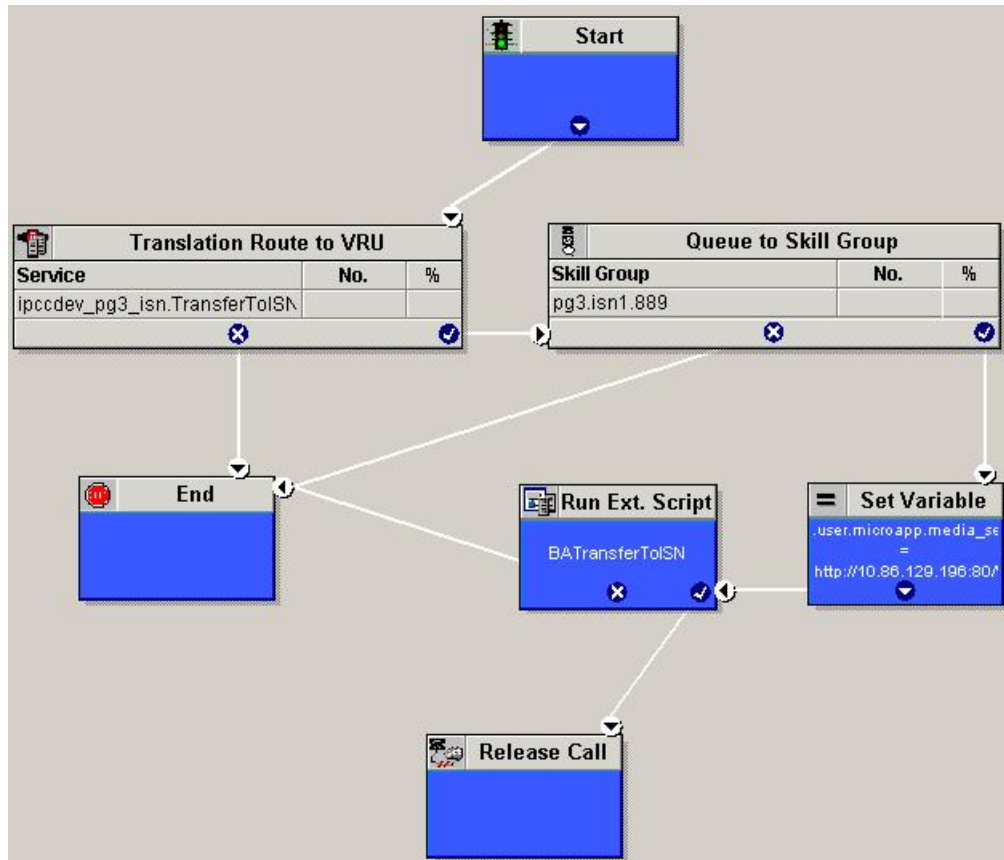 Start
Translation Route to VRU
Service No. %
ipccdev_pg3_isn.TransferToISN
Queue to Skill Group
Skill Group No. %
pg3.isn1.889
End
Run Ext. Script
BATransferToISN
Set Variable
.user.microapp.media_se
=
http://10.86.129.196:80/
Release Call